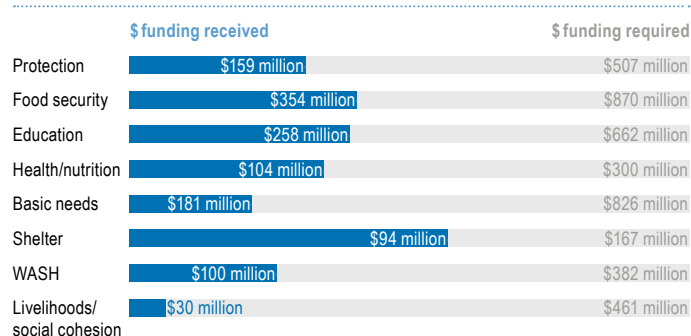 $ funding received $ funding required
Protection $159 million $507 million
Food security $354 million $870 million
Education $258 million $662 million
Health/nutrition $104 million $300 million
Basic needs $181 million $826 million
Shelter $94 million $167 million
WASH $100 million $382 million
Livelihoods/ $30 million $461 million
social cohesion